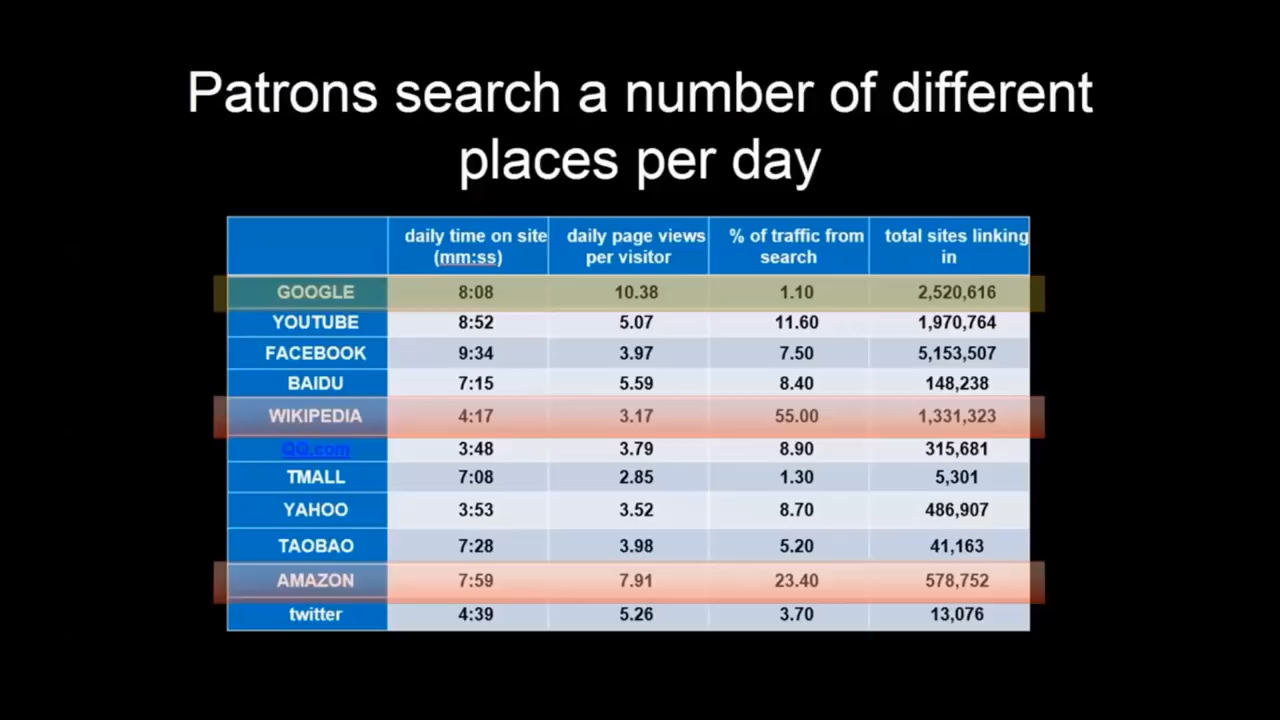 Patrons search a number of different
places per day
daily time on site (mm:ss) daily page views per visitor % of traffic from search total sites linking in
GOOGLE 8:08 10.38 1.10 2,520,616
YOUTUBE 8:52 5.07 11.60 1,970,764
FACEBOOK 9:34 3.97 7.50 5,153,507
BAIDU 7:15 5.59 8.40 148,238
WIKIPEDIA 4:17 3.17 55.00 1,331,323
QQ.com 3:48 3.79 8.90 315,681
TMALL 7:08 2.85 1.30 5,301
YAHOO 3:53 3.52 8.70 486,907
TAOBAO 7:28 3.98 5.20 41,163
AMAZON 7:59 7.91 23.40 578,752
twitter 4:39 5.26 3.70 13,076